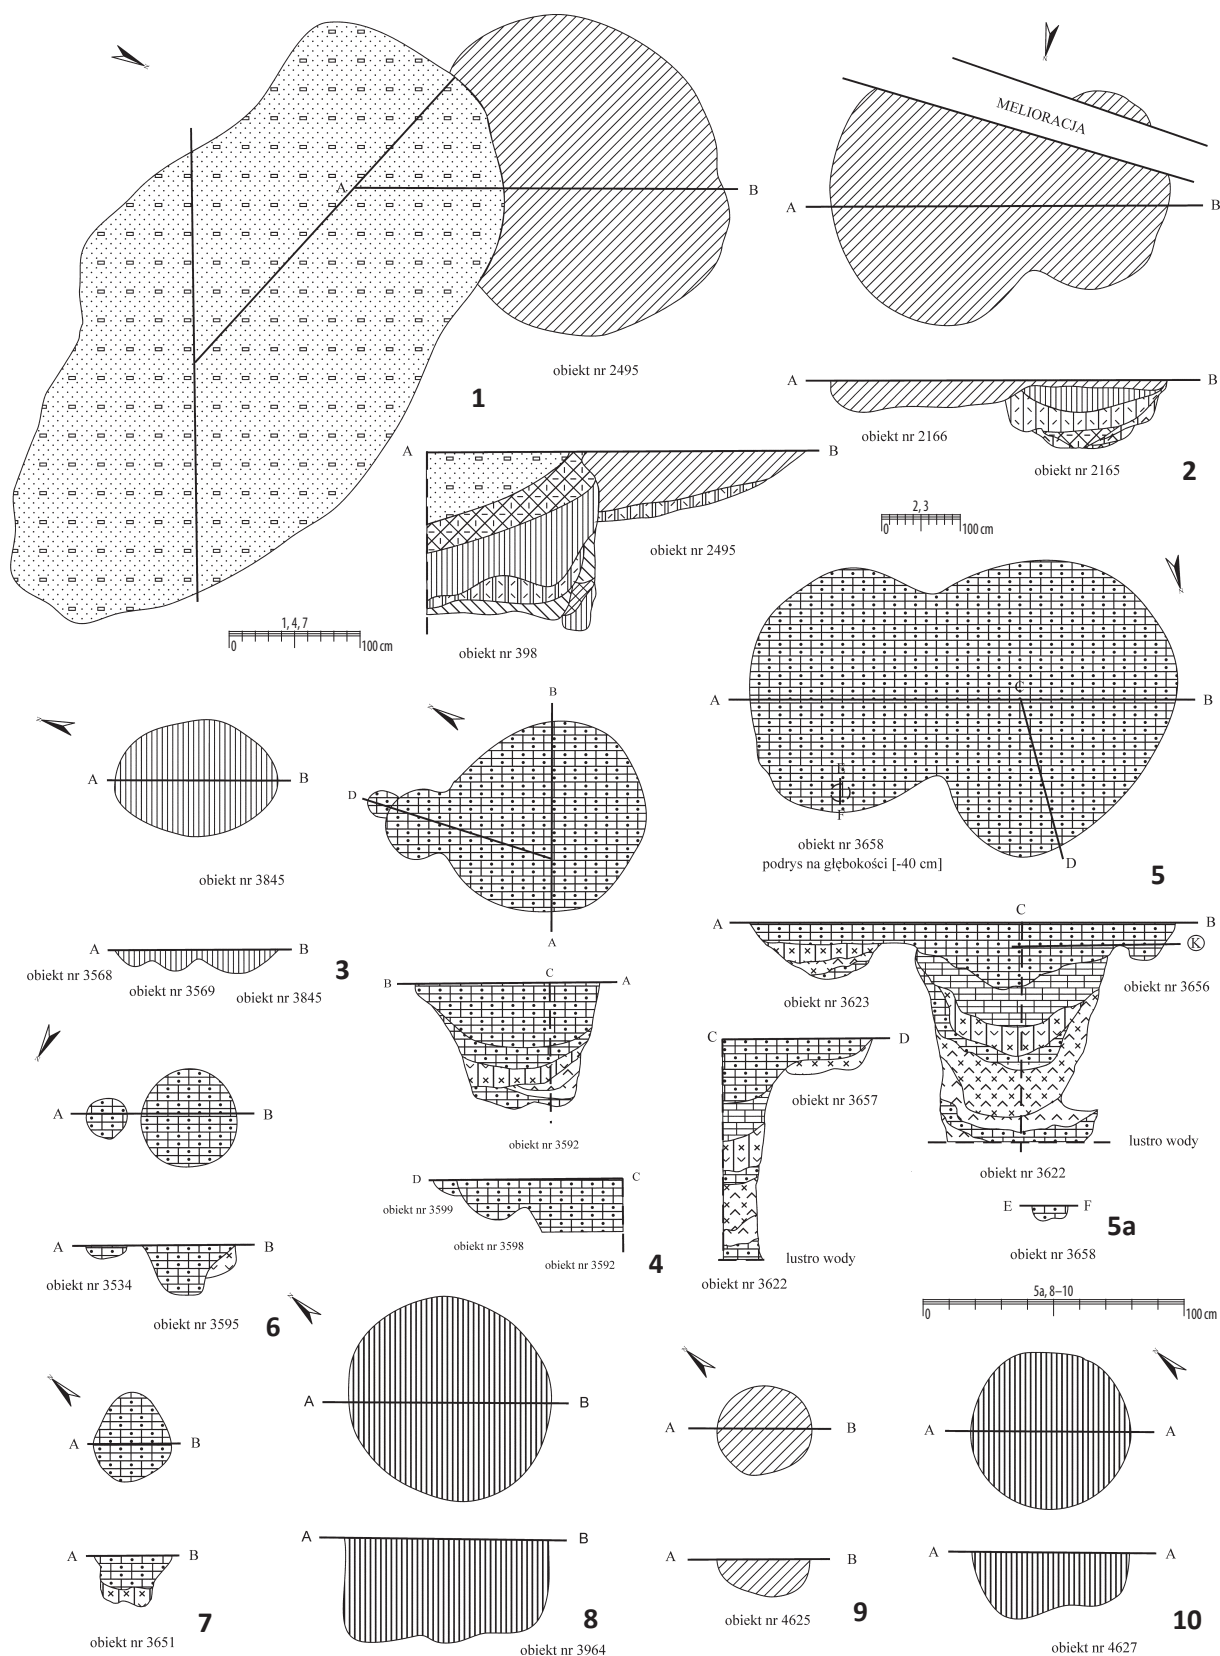 A
B
obiekt nr 2495
1
A
B
obiekt nr 2495
obiekt nr 398
1, 4, 7
0
100 cm
MELIORACJA
A
B
A
B
obiekt nr 2166
obiekt nr 2165
2
2, 3
0
100 cm
A
B
obiekt nr 3845
A
B
obiekt nr 3568
obiekt nr 3569
obiekt nr 3845
3
B
D
A
B
C
A
obiekt nr 3592
D
C
obiekt nr 3599
obiekt nr 3598
obiekt nr 3592
4
A
C
B
E
F
D
obiekt nr 3658
podrys na głębokości [-40 cm]
5
A
C
B
K
obiekt nr 3623
obiekt nr 3656
C
D
obiekt nr 3657
lustro wody
obiekt nr 3622
lustro wody
obiekt nr 3622
E
F
5a
obiekt nr 3658
5a, 8–10
0
100 cm
A
B
A
B
obiekt nr 3534
obiekt nr 3595
6
A
B
A
B
7
obiekt nr 3651
A
B
A
B
8
obiekt nr 3964
A
B
A
B
obiekt nr 4625
9
A
A
A
A
10
obiekt nr 4627